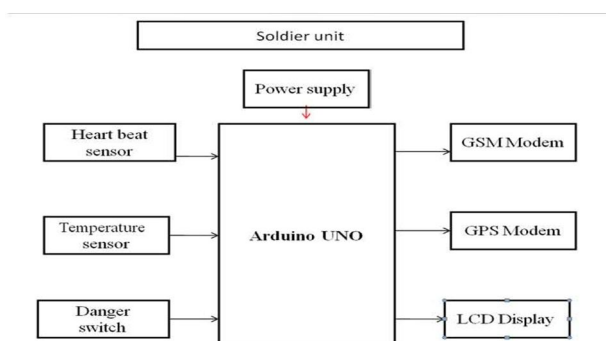 Soldier unit
Power supply
Heart beat
sensor
GSM Modem
Temperature
sensor
Arduino UNO
GPS Modem
Danger
switch
LCD Display